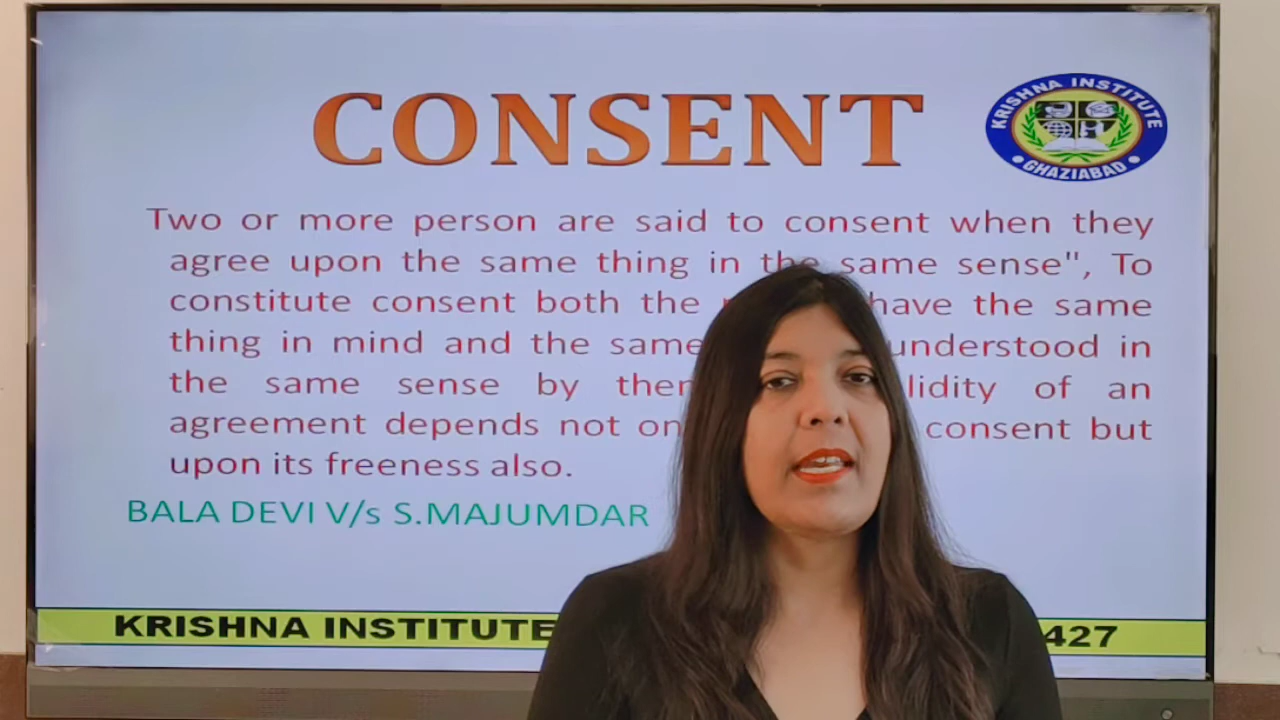 CONSENT
KRISHNA INSTITUTE
GHAZIABAD
Two or more person are said to consent when they
agree upon the same thing in the same sense", To
constitute consent both the have the same
thing in mind and the same understood in
the same sense by of an
agreement depends not consent but
upon its freeness also.
BALA DEVI V/s S.MAJUMDAR
KRISHNA INSTITUTE 427